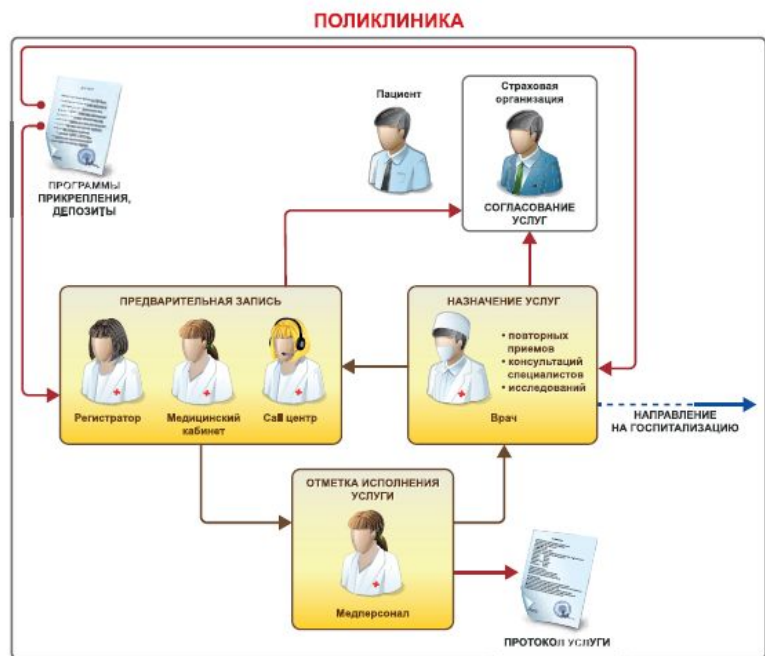 ПОЛИКЛИНИКА
Пациент
Страховая
организация
СОГЛАСОВАНИЕ
УСЛУГ
ПРОГРАММЫ
ПРИКРЕПЛЕНИЯ,
ДЕПОЗИТЫ
ПРЕДВАРИТЕЛЬНАЯ ЗАПИСЬ
Регистратор
Медицинский
кабинет
Call центр
НАЗНАЧЕНИЕ УСЛУГ
• повторных
приемов
• консультаций
специалистов
• исследований
Врач
НАПРАВЛЕНИЕ
НА ГОСПИТАЛИЗАЦИЮ
ОТМЕТКА ИСПОЛНЕНИЯ
УСЛУГИ
Медперсонал
ПРОТОКОЛ УСЛУГИ